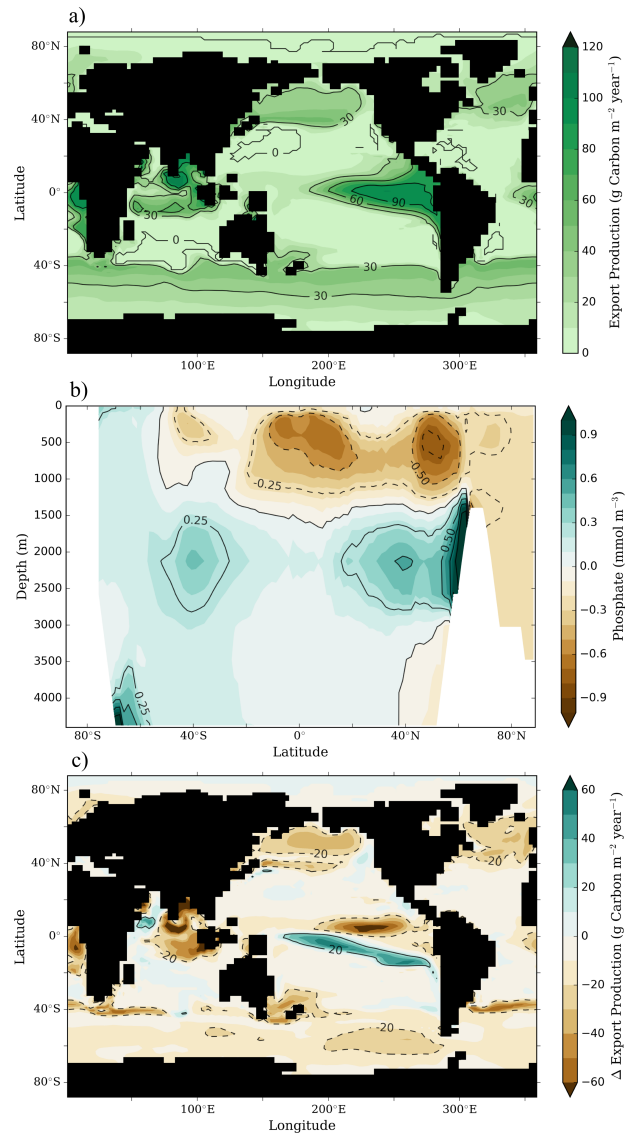 a)
80°N
40°N
0°
40°S
80°S
Latitude
30
30
0
60
90
30
30
0
30
30
100°E
200°E
300°E
Longitude
120
100
80
60
40
20
0
Export Production (g Carbon m⁻² year⁻¹)
b)
0
500
1000
1500
2000
2500
3000
3500
4000
Depth (m)
-0.25
-0.50
0.25
0.50
0.25
80°S
40°S
0°
40°N
80°N
Latitude
0.9
0.6
0.3
0.0
−0.3
−0.6
−0.9
Phosphate (mmol m⁻³)
c)
80°N
40°N
0°
40°S
80°S
Latitude
-20
-20
-20
-20
100°E
200°E
300°E
Longitude
60
40
20
0
−20
−40
−60
Δ Export Production (g Carbon m⁻² year⁻¹)